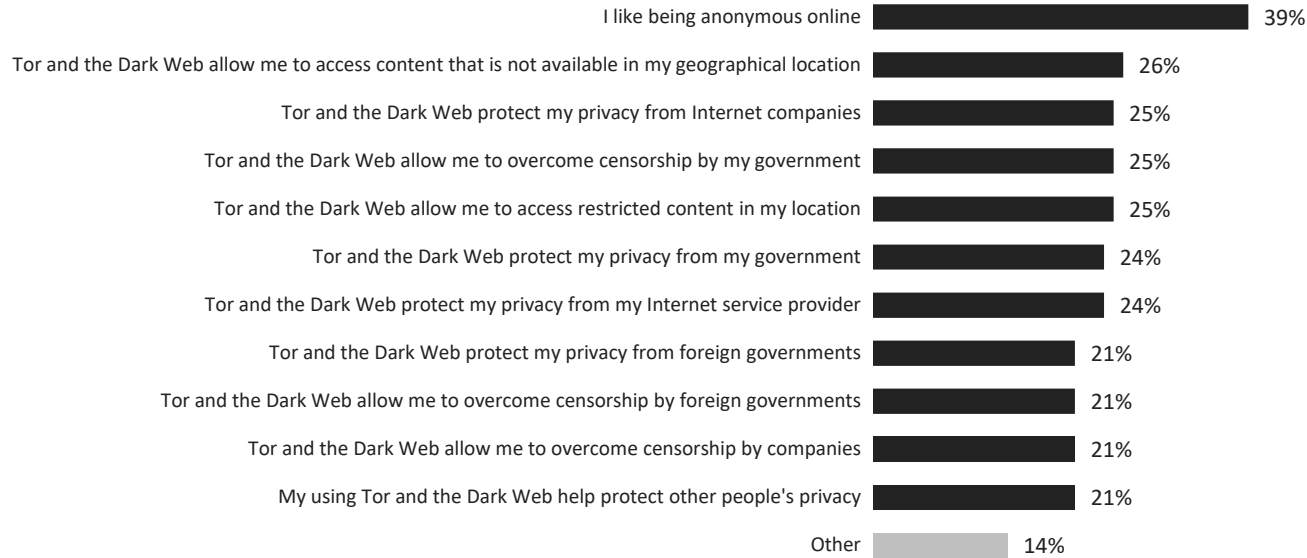 I like being anonymous online 39%
Tor and the Dark Web allow me to access content that is not available in my geographical location 26%
Tor and the Dark Web protect my privacy from Internet companies 25%
Tor and the Dark Web allow me to overcome censorship by my government 25%
Tor and the Dark Web allow me to access restricted content in my location 25%
Tor and the Dark Web protect my privacy from my government 24%
Tor and the Dark Web protect my privacy from my Internet service provider 24%
Tor and the Dark Web protect my privacy from foreign governments 21%
Tor and the Dark Web allow me to overcome censorship by foreign governments 21%
Tor and the Dark Web allow me to overcome censorship by companies 21%
My using Tor and the Dark Web help protect other people's privacy 21%
Other 14%